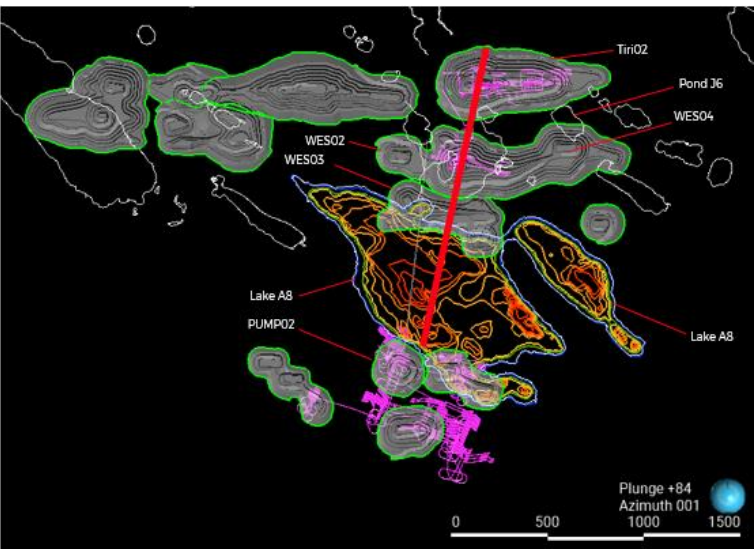 Tiri02
Pond J6
WES04
WES02
WES03
Lake A8
PUMP02
Lake A8
Plunge +84
Azimuth 001
0 500 1000 1500